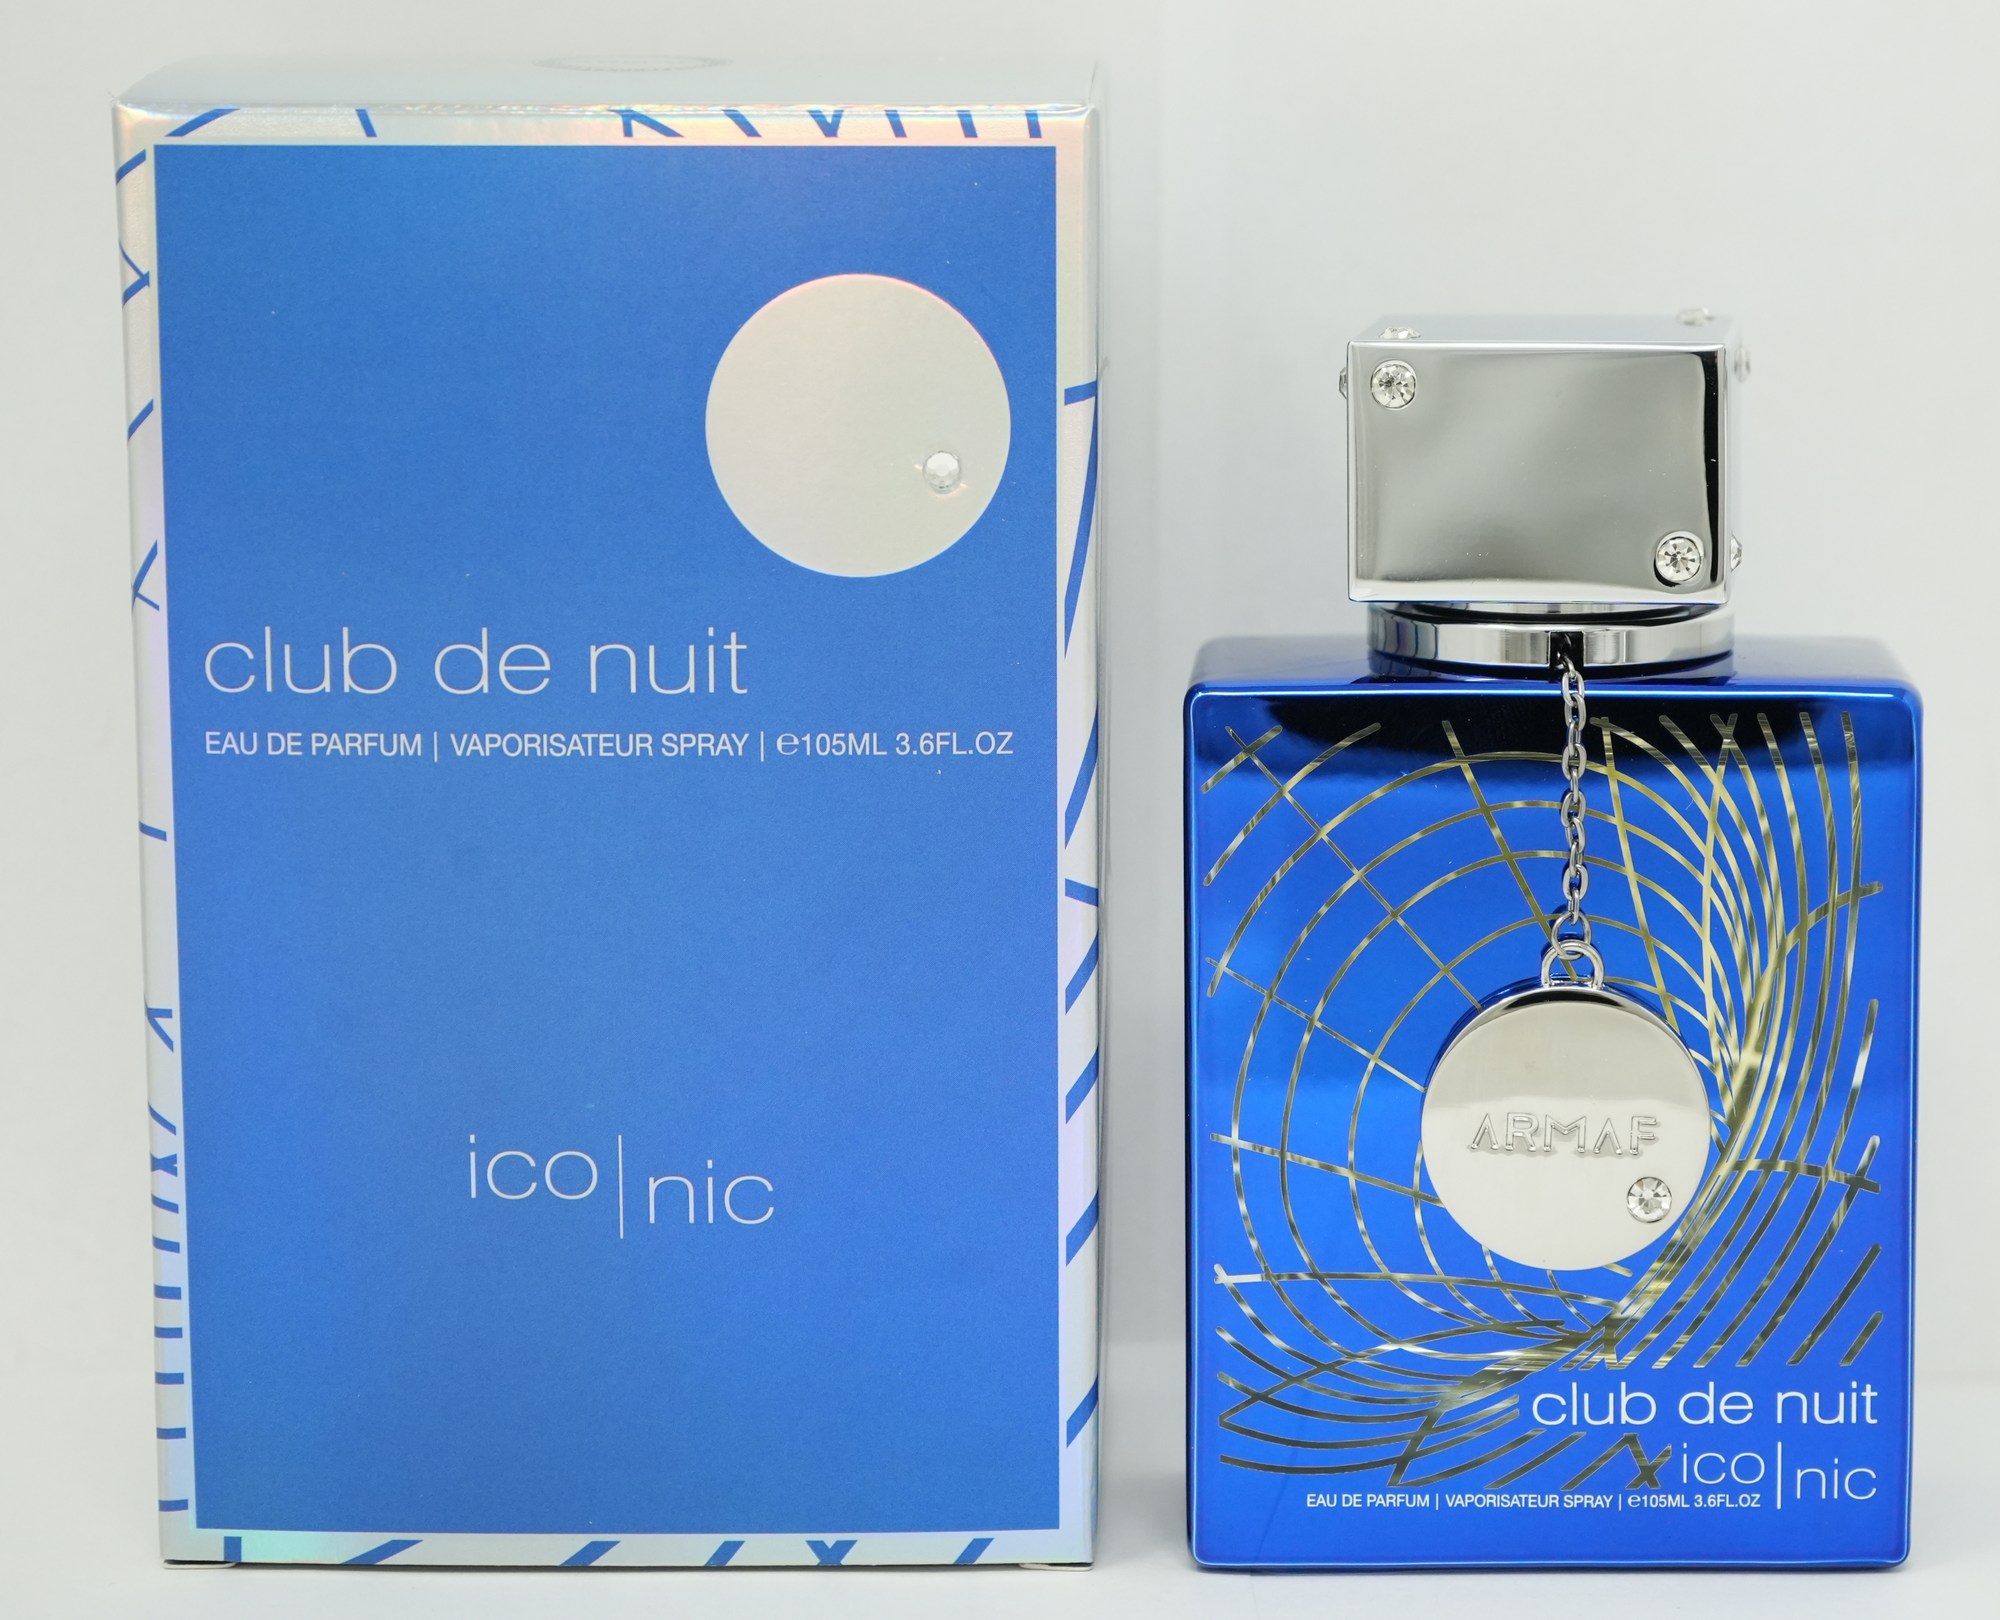 club de nuit
EAU DE PARFUM | VAPORISATEUR SPRAY | ℮105ML 3.6FL.OZ
ico|nic
ARMAF
club de nuit
ico|nic
EAU DE PARFUM | VAPORISATEUR SPRAY | ℮105ML 3.6FL.OZ